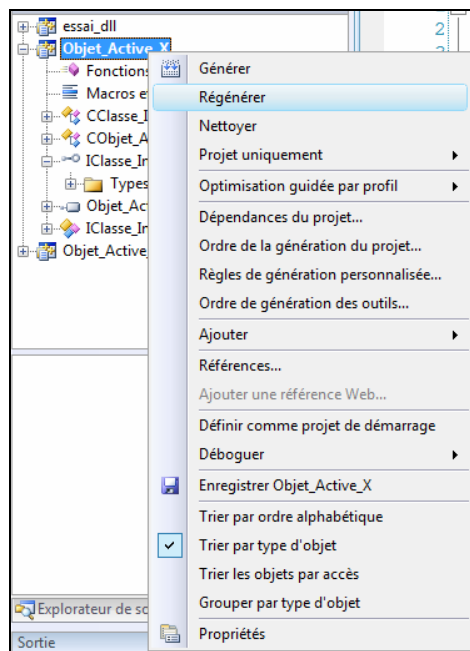 essai_dll
Objet_Active_X
Fonctions
Macros e
CClasse_I
CObjet_A
IClasse_In
Types
Objet_Ac
IClasse_In
Objet_Active
2
Générer
Régénérer
Nettoyer
Projet uniquement
Optimisation guidée par profil
Dépendances du projet...
Ordre de la génération du projet...
Règles de génération personnalisée...
Ordre de génération des outils...
Ajouter
Références...
Ajouter une référence Web...
Définir comme projet de démarrage
Déboguer
Enregistrer Objet_Active_X
Trier par ordre alphabétique
Trier par type d'objet
Trier les objets par accès
Grouper par type d'objet
Propriétés
Explorateur de so
Sortie